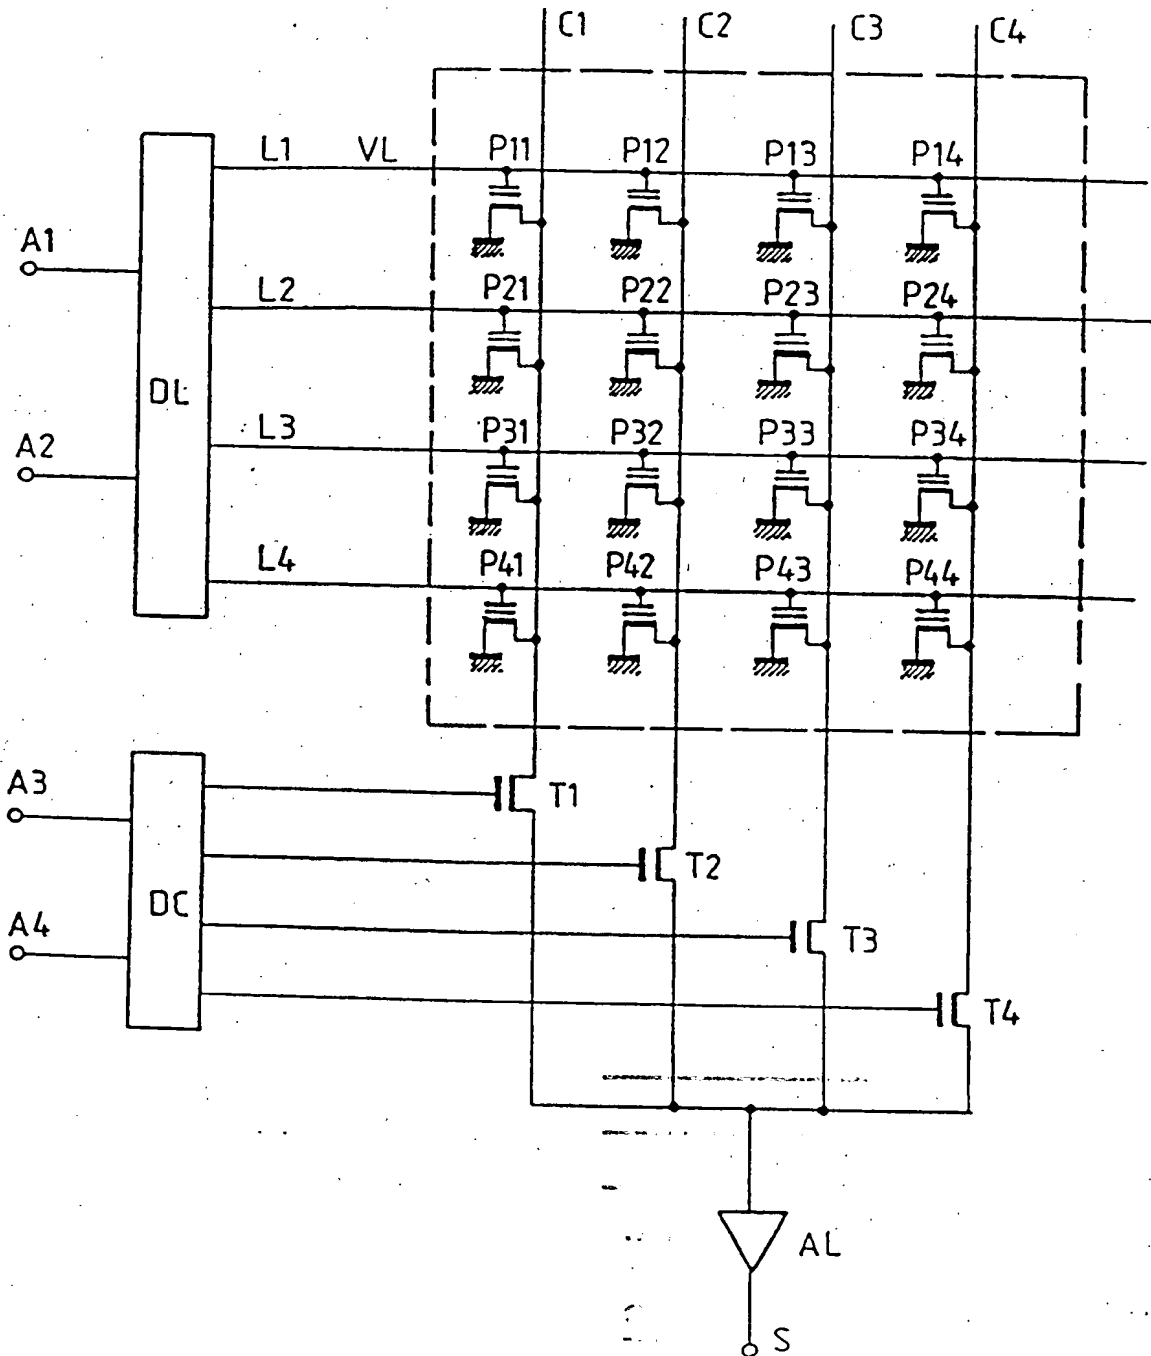 C1 C2 C3 C4
L1 VL P11 P12 P13 P14
A1
L2 P21 P22 P23 P24
DL
A2 L3 P31 P32 P33 P34
L4 P41 P42 P43 P44
A3 T1
T2
DC
A4 T3
T4
AL
S